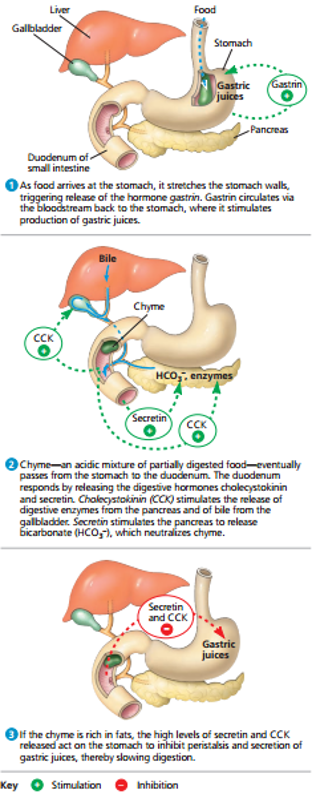 Liver
Food
Gallbladder
Stomach
Gastric
juices
Gastrin
+
Pancreas
Duodenum of
small intestine
1 As food arrives at the stomach, it stretches the stomach walls,
triggering release of the hormone gastrin. Gastrin circulates via
the bloodstream back to the stomach, where it stimulates
production of gastric juices.
Bile
Chyme
CCK
+
HCO3−, enzymes
Secretin
+
CCK
+
2 Chyme—an acidic mixture of partially digested food—eventually
passes from the stomach to the duodenum. The duodenum
responds by releasing the digestive hormones cholecystokinin
and secretin. Cholecystokinin (CCK) stimulates the release of
digestive enzymes from the pancreas and of bile from the
gallbladder. Secretin stimulates the pancreas to release
bicarbonate (HCO3−), which neutralizes chyme.
Secretin
and CCK
−
Gastric
juices
3 If the chyme is rich in fats, the high levels of secretin and CCK
released act on the stomach to inhibit peristalsis and secretion of
gastric juices, thereby slowing digestion.
Key + Stimulation − Inhibition